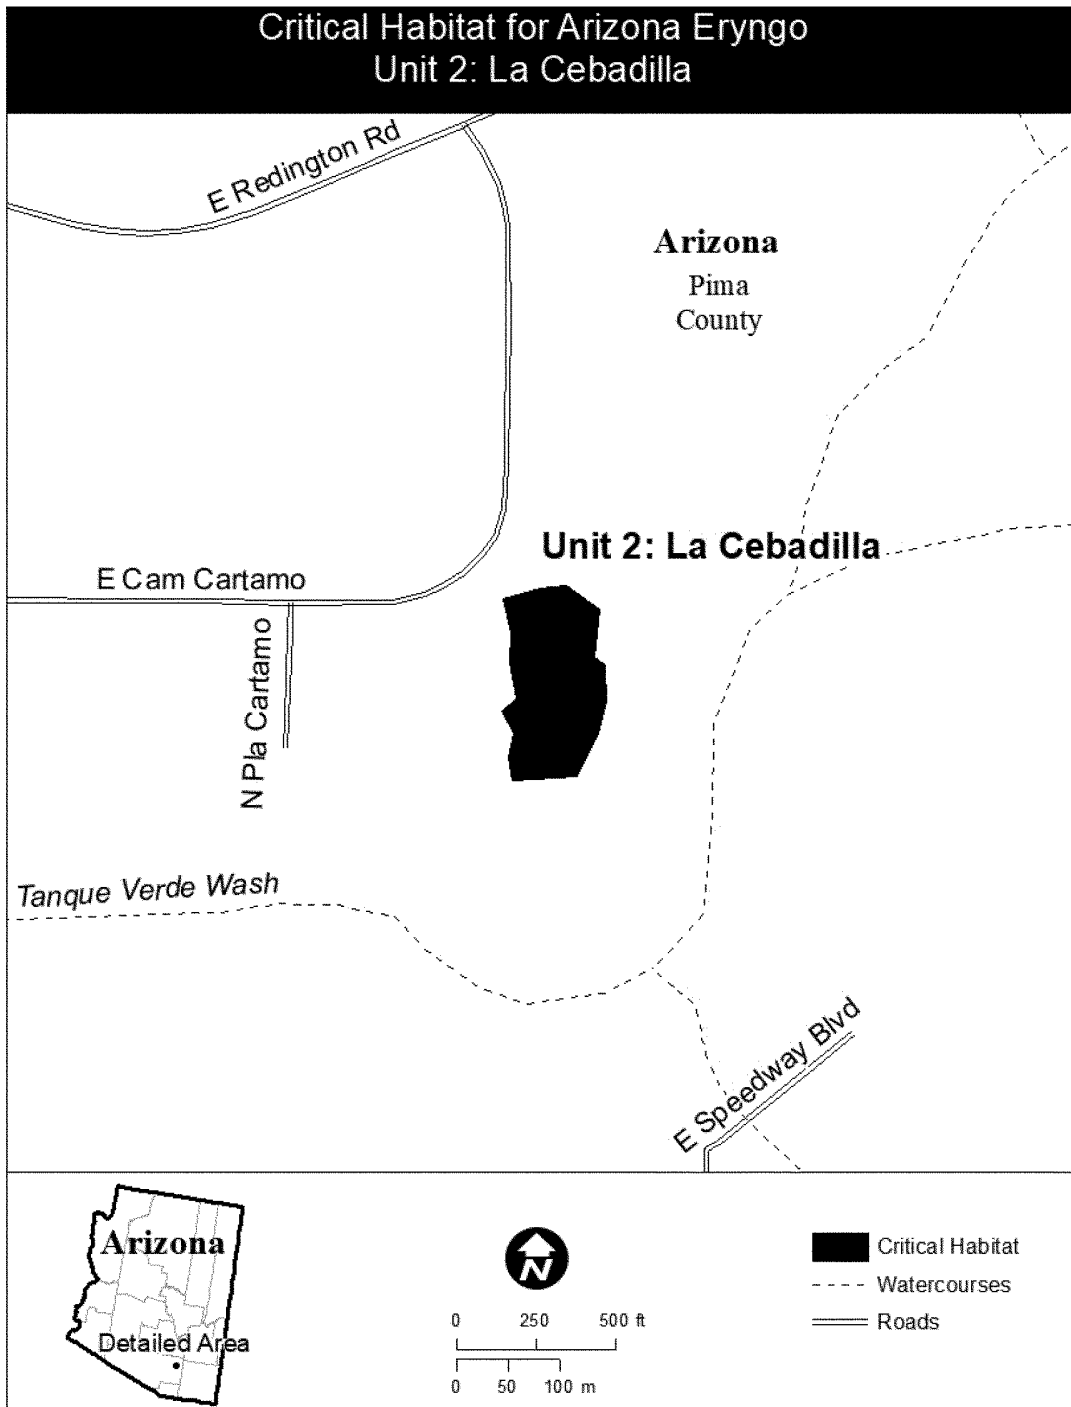 Critical Habitat for Arizona Eryngo
Unit 2: La Cebadilla
E Redington Rd
Arizona
Pima
County
Unit 2: La Cebadilla
E Cam Cartamo
N Pla Cartamo
Tanque Verde Wash
E Speedway Blvd
Arizona
Detailed Area
N
0 250 500 ft
0 50 100 m
Critical Habitat
Watercourses
Roads